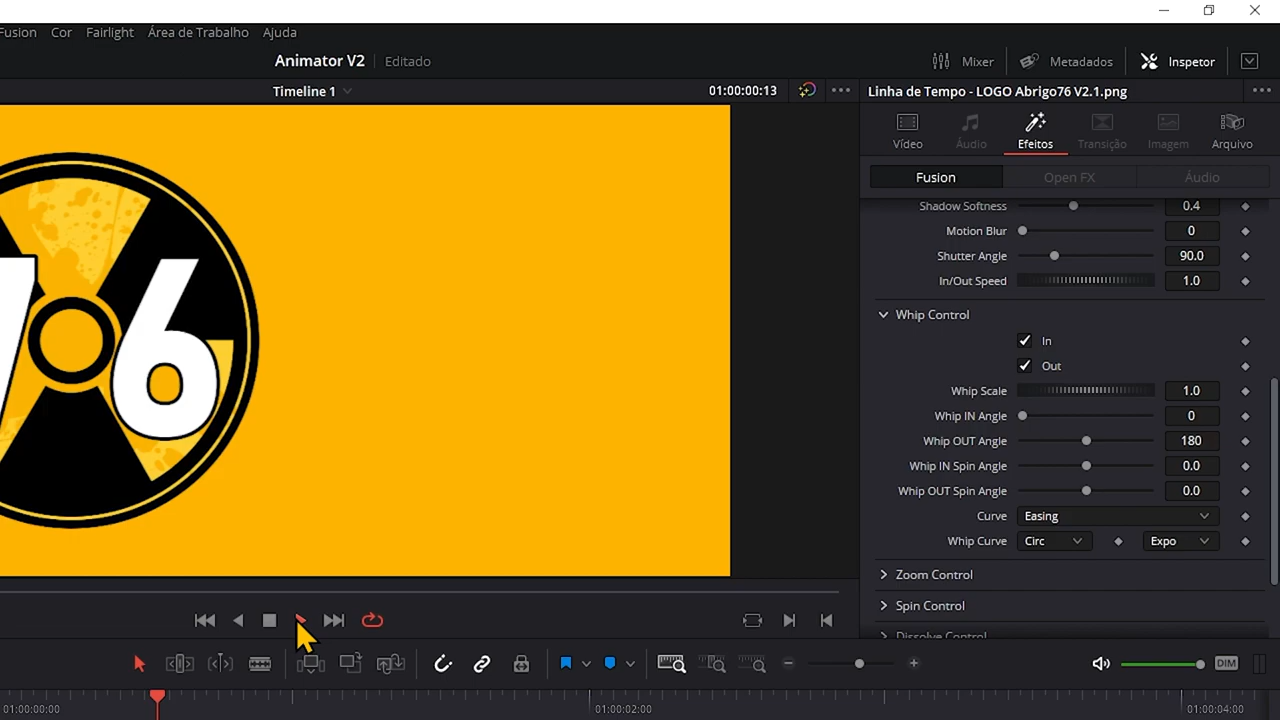 Fusion Cor Fairlight Área de Trabalho Ajuda
Animator V2 Editado
Mixer Metadados Inspetor
Timeline 1 01:00:00:13 Linha de Tempo - LOGO Abrigo76 V2.1.png
Vídeo Áudio Efeitos Transição Imagem Arquivo
Fusion Open FX Áudio
Shadow Softness 0.4
Motion Blur 0
Shutter Angle 90.0
In/Out Speed 1.0
Whip Control
In
Out
Whip Scale 1.0
Whip IN Angle 0
Whip OUT Angle 180
Whip IN Spin Angle 0.0
Whip OUT Spin Angle 0.0
Curve Easing
Whip Curve Circ Expo
Zoom Control
Spin Control
Dissolve Control
76
DIM
01:00:00:00 01:00:02:00 01:00:04:00